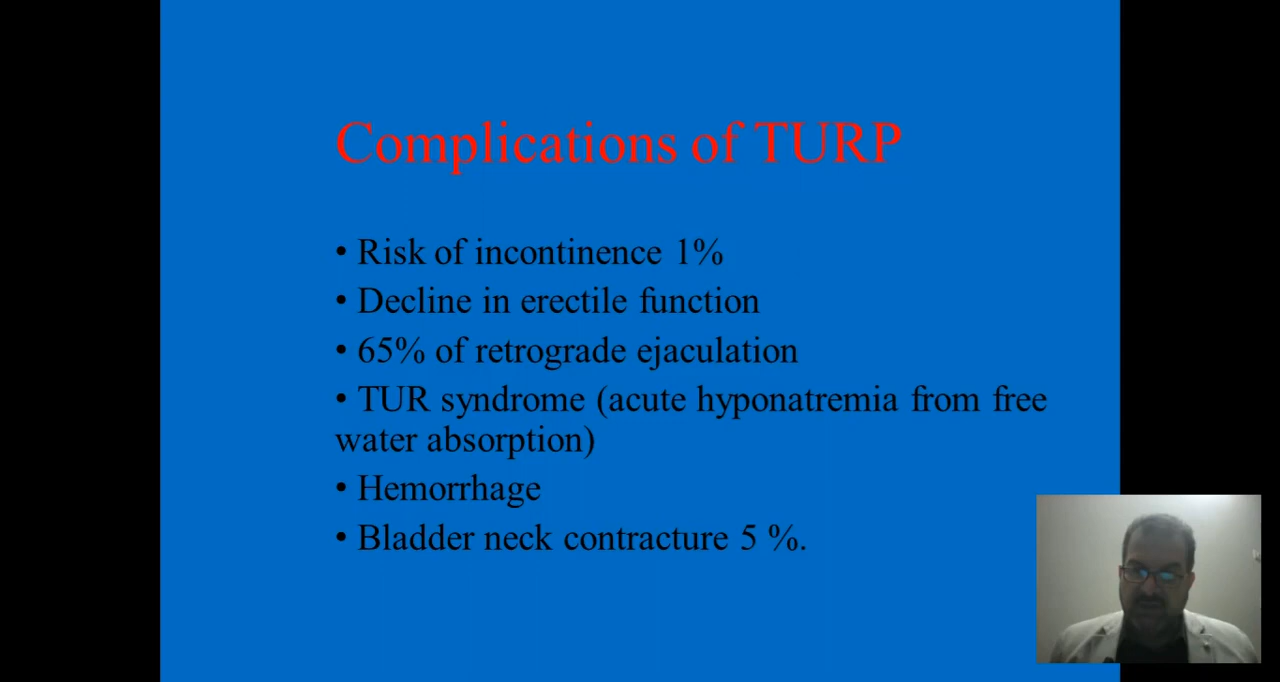 Complications of TURP
• Risk of incontinence 1%
• Decline in erectile function
• 65% of retrograde ejaculation
• TUR syndrome (acute hyponatremia from free
water absorption)
• Hemorrhage
• Bladder neck contracture 5 %.